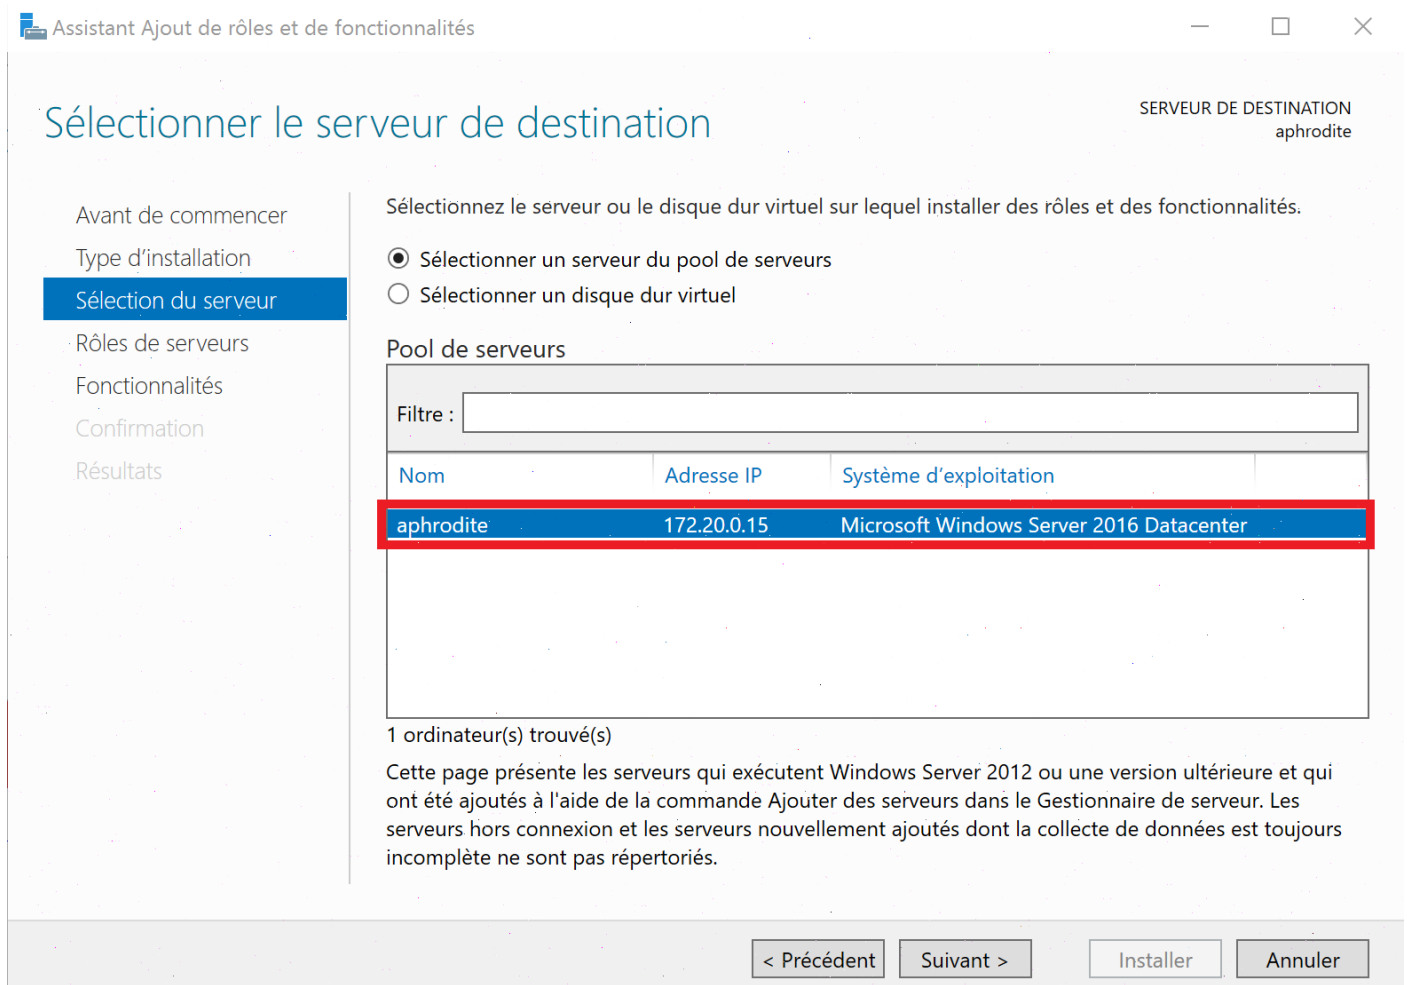 Assistant Ajout de rôles et de fonctionnalités
Sélectionner le serveur de destination
SERVEUR DE DESTINATION
aphrodite
Avant de commencer
Type d’installation
Sélection du serveur
Rôles de serveurs
Fonctionnalités
Confirmation
Résultats
Sélectionnez le serveur ou le disque dur virtuel sur lequel installer des rôles et des fonctionnalités.
Sélectionner un serveur du pool de serveurs
Sélectionner un disque dur virtuel
Pool de serveurs
Filtre :
Nom Adresse IP Système d’exploitation
aphrodite 172.20.0.15 Microsoft Windows Server 2016 Datacenter
1 ordinateur(s) trouvé(s)
Cette page présente les serveurs qui exécutent Windows Server 2012 ou une version ultérieure et qui
ont été ajoutés à l'aide de la commande Ajouter des serveurs dans le Gestionnaire de serveur. Les
serveurs hors connexion et les serveurs nouvellement ajoutés dont la collecte de données est toujours
incomplète ne sont pas répertoriés.
< Précédent Suivant > Installer Annuler